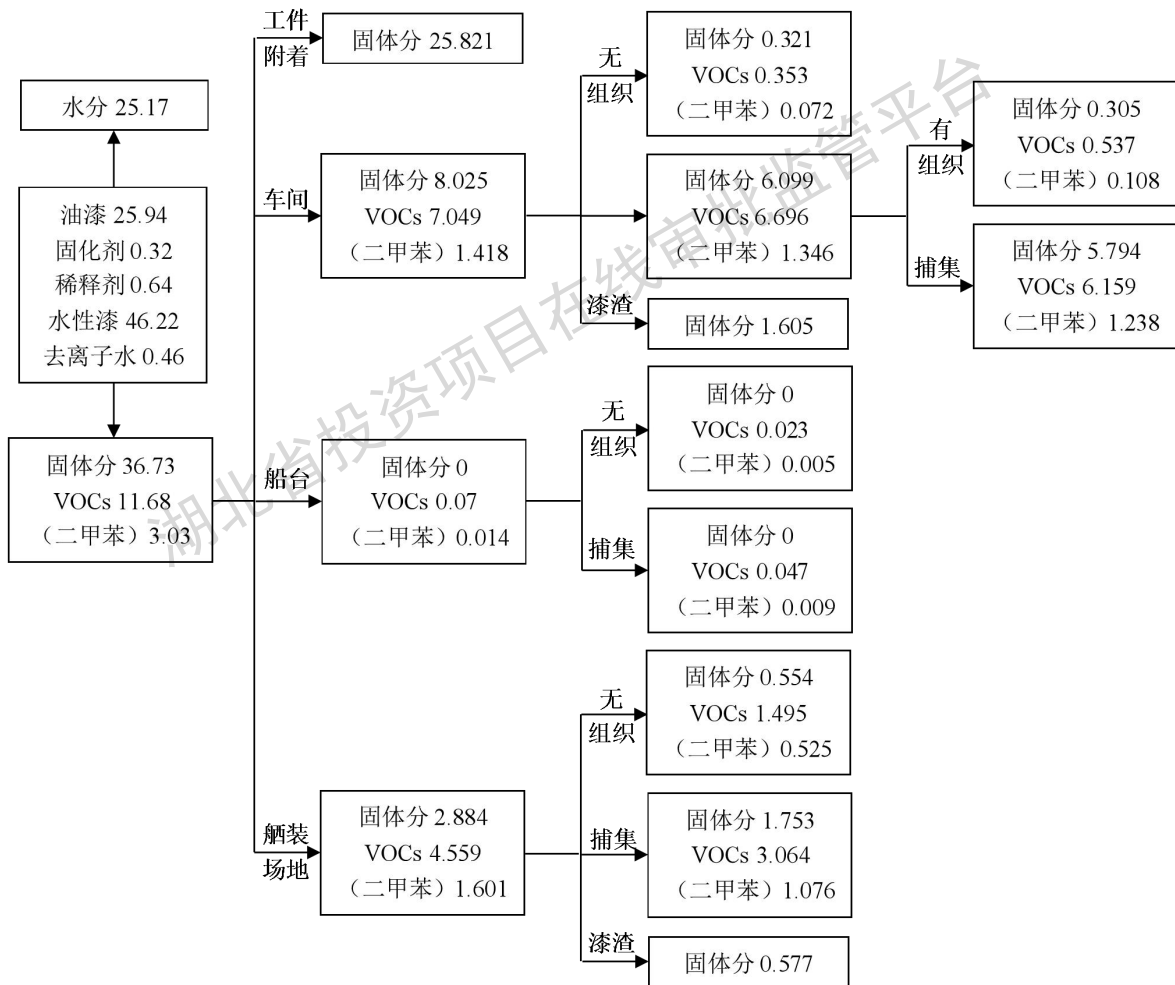 水分 25.17
油漆 25.94
固化剂 0.32
稀释剂 0.64
水性漆 46.22
去离子水 0.46
固体分 36.73
VOCs 11.68
（二甲苯）3.03
工件
附着
固体分 25.821
车间
固体分 8.025
VOCs 7.049
（二甲苯）1.418
无
组织
固体分 0.321
VOCs 0.353
（二甲苯）0.072
固体分 6.099
VOCs 6.696
（二甲苯）1.346
有
组织
固体分 0.305
VOCs 0.537
（二甲苯）0.108
捕集
固体分 5.794
VOCs 6.159
（二甲苯）1.238
漆渣
固体分 1.605
船台
固体分 0
VOCs 0.07
（二甲苯）0.014
无
组织
固体分 0
VOCs 0.023
（二甲苯）0.005
捕集
固体分 0
VOCs 0.047
（二甲苯）0.009
舾装
场地
固体分 2.884
VOCs 4.559
（二甲苯）1.601
无
组织
固体分 0.554
VOCs 1.495
（二甲苯）0.525
捕集
固体分 1.753
VOCs 3.064
（二甲苯）1.076
漆渣
固体分 0.577
湖北省投资项目在线审批监管平台